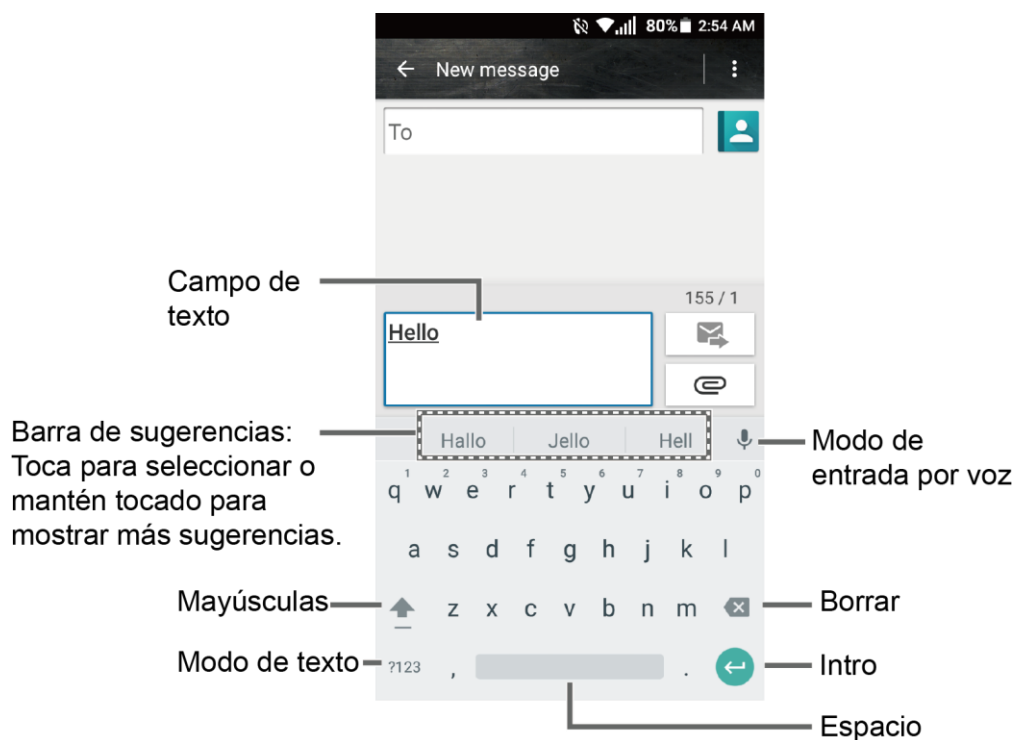 80% 2:54 AM
New message
To
Campo de
texto
155 / 1
Hello
Barra de sugerencias:
Toca para seleccionar o
mantén tocado para
mostrar más sugerencias.
Hallo Jello Hell
Modo de
entrada por voz
1 2 3 4 5 6 7 8 9 0
q w e r t y u i o p
a s d f g h j k l
Mayúsculas
z x c v b n m
Borrar
Modo de texto
?123 , .
Intro
Espacio